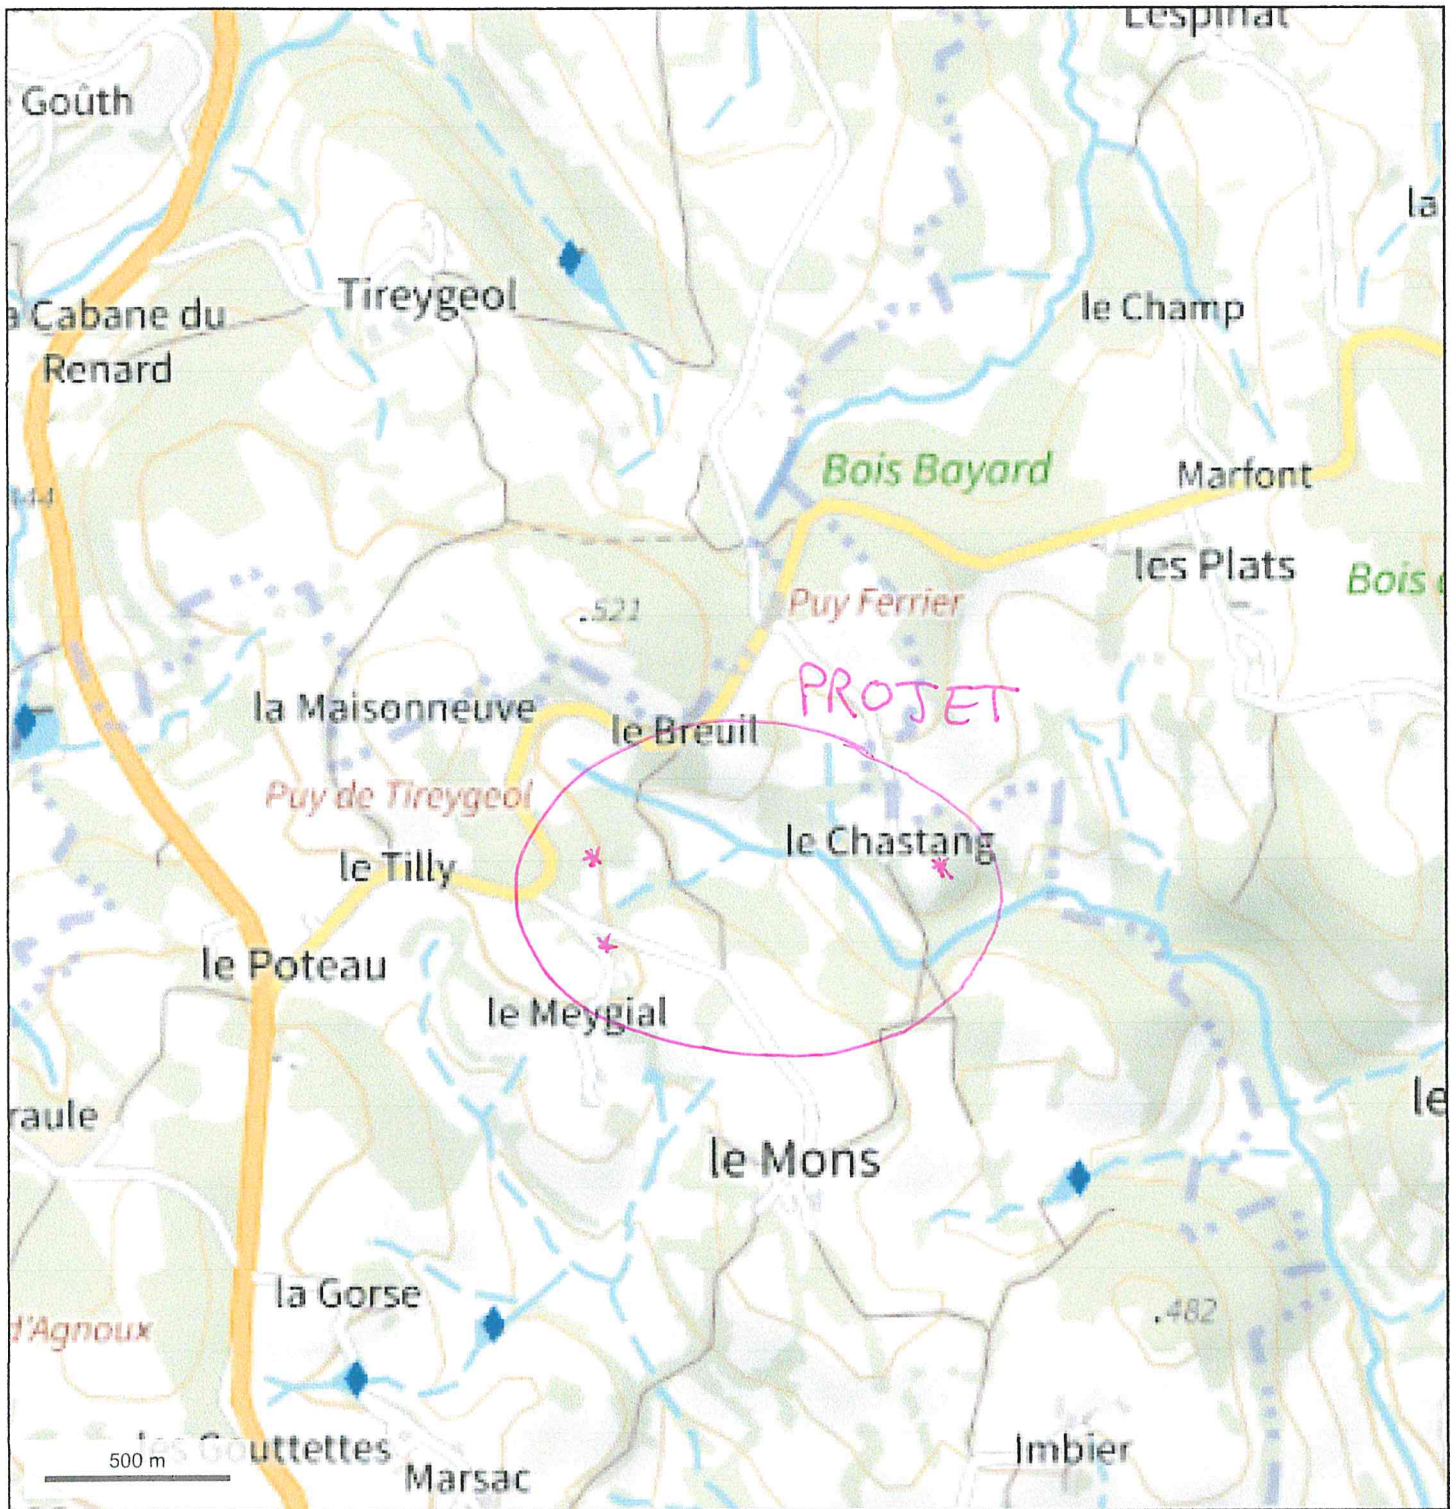 Lespinat
Goûth
la
Tireygeol
le Champ
a Cabane du
Renard
Bois Bayard
Marfont
444
les Plats
Bois
Puy Ferrier
.521
PROJET
la Maisonneuve
le Breuil
Puy de Tireygeol
le Chastang
le Tilly
le Poteau
le Meygial
raule
le
le Mons
la Gorse
d'Agnoux
.482
les Gouttettes
500 m
Marsac
Imbier